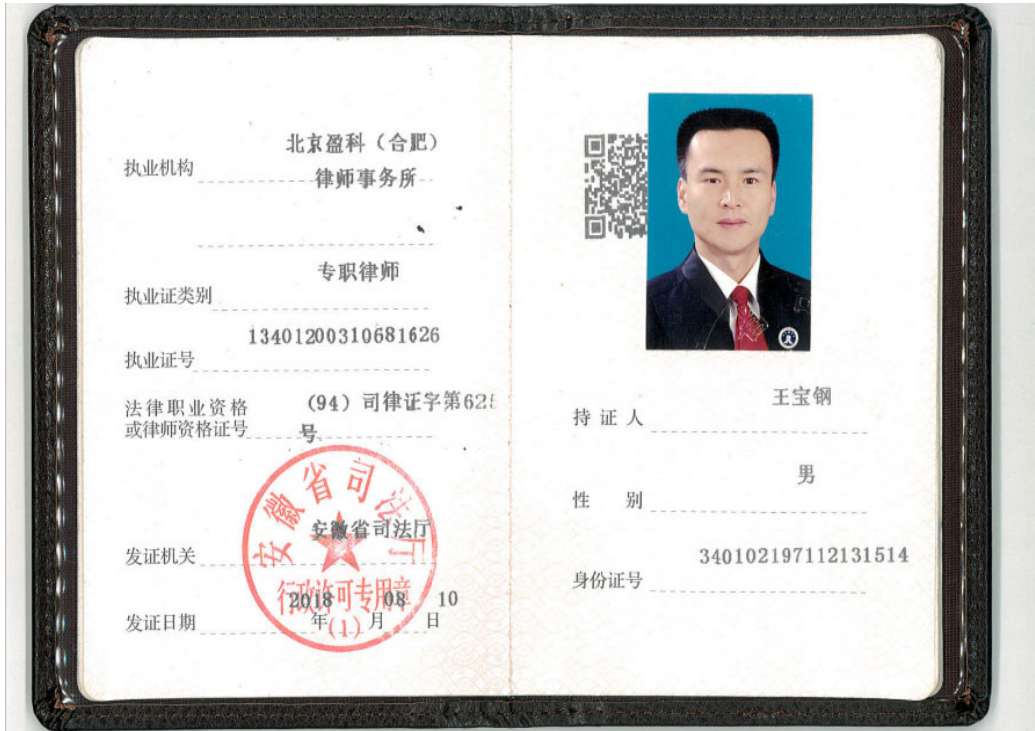 北京盈科（合肥）
执业机构 律师事务所
专职律师
执业证类别
13401200310681626
执业证号
法律职业资格 (94) 司律证字第625
或律师资格证号 号
安徽省司法厅
安徽省司法厅
发证机关
行政许可专用章
2018 08 10
发证日期 年 月 日
(1)
王宝钢
持证人
男
性别
340102197112131514
身份证号